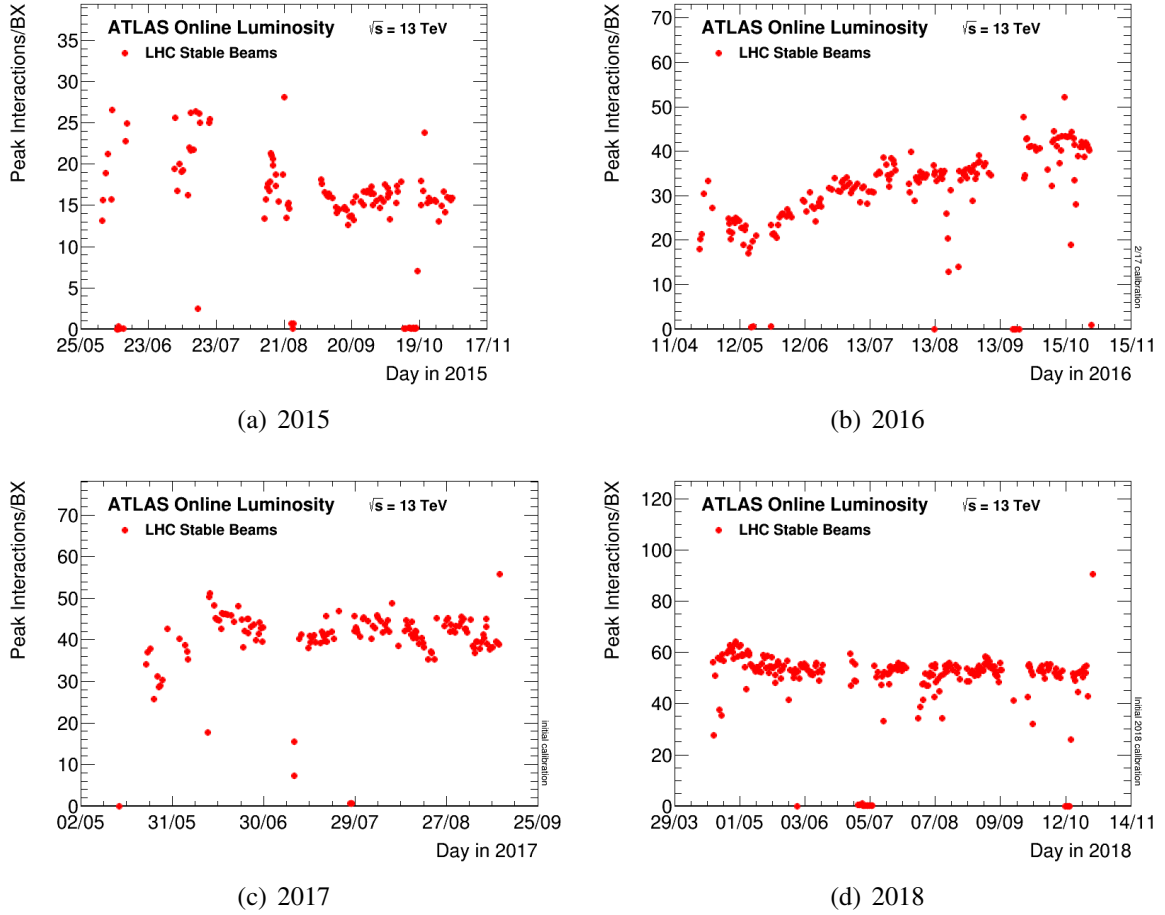 Peak Interactions/BX
ATLAS Online Luminosity √s = 13 TeV
LHC Stable Beams
35
30
25
20
15
10
5
0
25/05 23/06 23/07 21/08 20/09 19/10 17/11
Day in 2015
(a) 2015
Peak Interactions/BX
ATLAS Online Luminosity √s = 13 TeV
LHC Stable Beams
70
60
50
40
30
20
10
0
2/17 calibration
11/04 12/05 12/06 13/07 13/08 13/09 15/10 15/11
Day in 2016
(b) 2016
Peak Interactions/BX
ATLAS Online Luminosity √s = 13 TeV
LHC Stable Beams
70
60
50
40
30
20
10
0
initial calibration
02/05 31/05 30/06 29/07 27/08 25/09
Day in 2017
(c) 2017
Peak Interactions/BX
ATLAS Online Luminosity √s = 13 TeV
LHC Stable Beams
120
100
80
60
40
20
0
Initial 2018 calibration
29/03 01/05 03/06 05/07 07/08 09/09 12/10 14/11
Day in 2018
(d) 2018